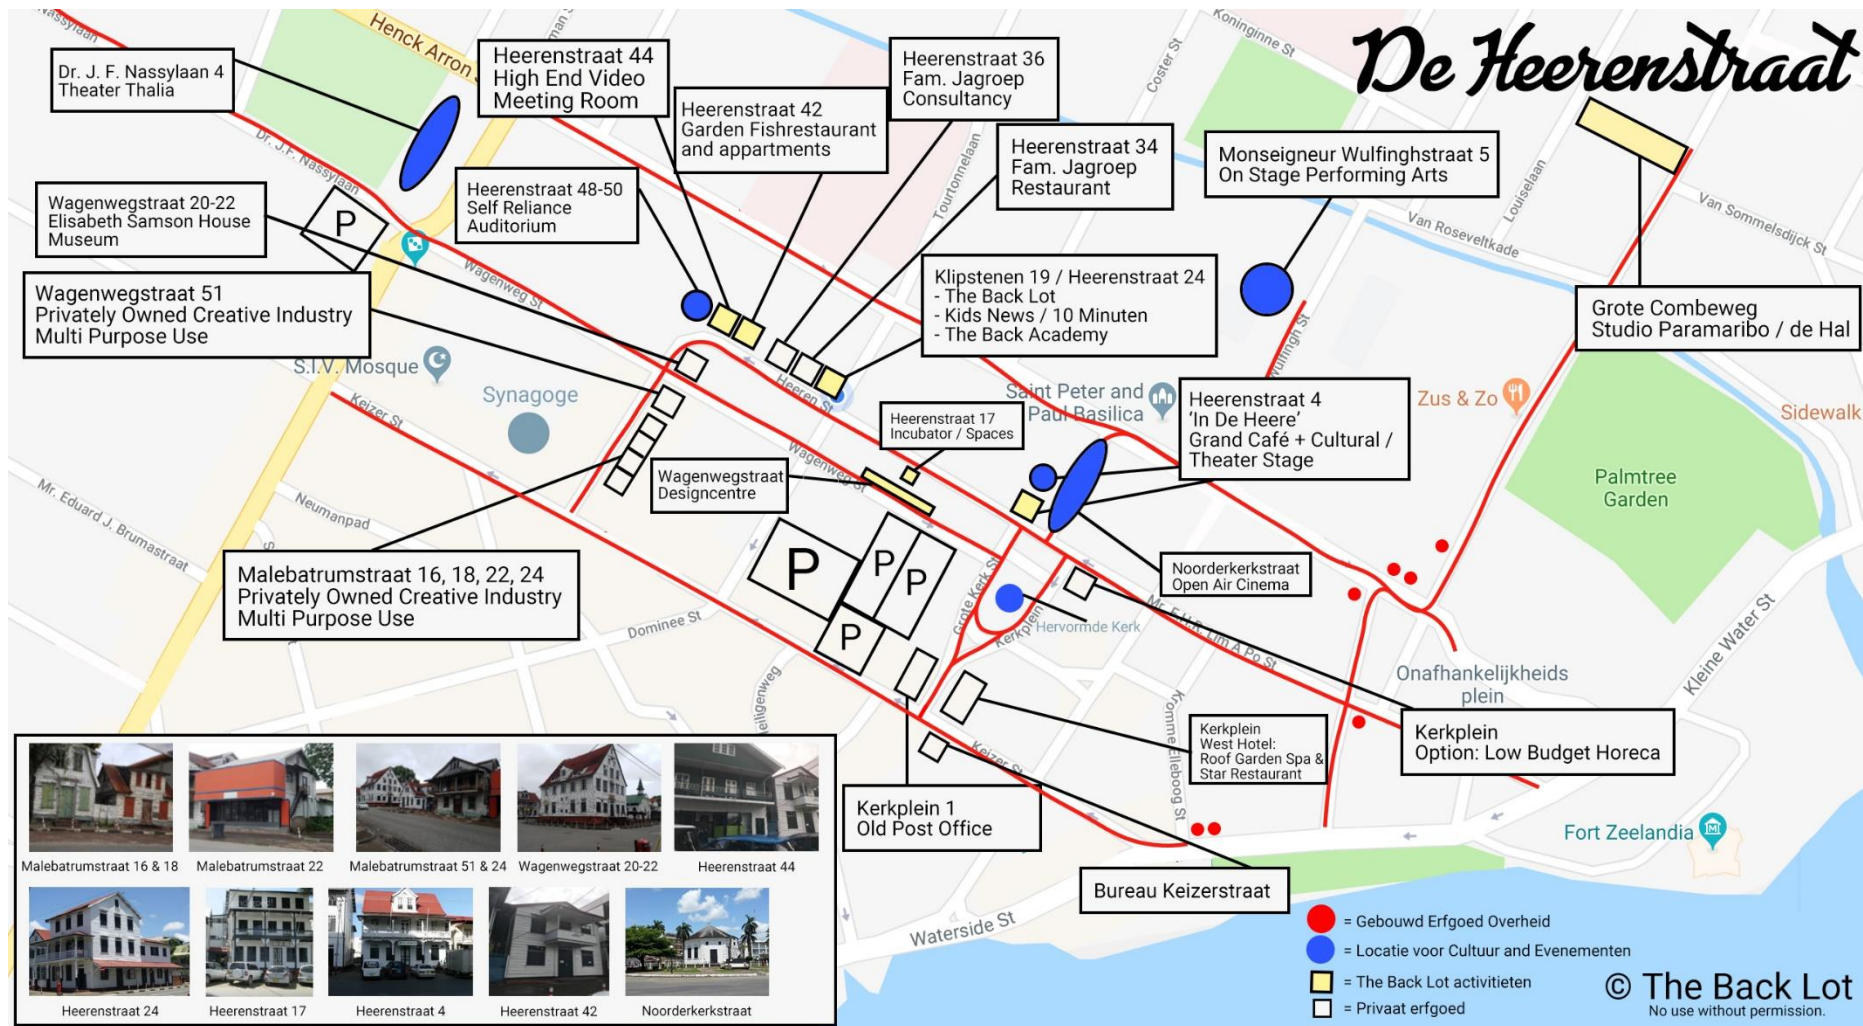 De Heerenstraat
Nassylaan
Henck Arron
man S
Koninginne St
Coster St
Dr. J. F. Nassylaan 4
Theater Thalia
Heerenstraat 44
High End Video
Meeting Room
Heerenstraat 42
Garden Fishrestaurant
and appartments
Heerenstraat 36
Fam. Jagroep
Consultancy
Heerenstraat 34
Fam. Jagroep
Restaurant
Monseigneur Wulfinghstraat 5
On Stage Performing Arts
Dr. J.F. Nassylaan
Tourtonnelaan
Louiselaan
Van Roseveltkade
Van Sommelsdijck St
Wagenwegstraat 20-22
Elisabeth Samson House
Museum
P
Heerenstraat 48-50
Self Reliance
Auditorium
Wagenweg St
Klipstenen 19 / Heerenstraat 24
- The Back Lot
- Kids News / 10 Minuten
- The Back Academy
Grote Combeweg
Studio Paramaribo / de Hal
Wagenwegstraat 51
Privately Owned Creative Industry
Multi Purpose Use
S.I.V. Mosque
Synagoge
Keizer St
Heeren St
Wulfingh St
Saint Peter and
Paul Basilica
Heerenstraat 4
'In De Heere'
Grand Café + Cultural /
Theater Stage
Zus & Zo
Sidewalk
Heerenstraat 17
Incubator / Spaces
Wagenwegstraat
Designcentre
Wagenweg St
Palmtree
Garden
Mr. Eduard J. Brumastraat
Neumanpad
S
Malebatrumstraat 16, 18, 22, 24
Privately Owned Creative Industry
Multi Purpose Use
P
P
P
P
Grote Kerk St
Kerkplein
Hervormde Kerk
Noorderkerkstraat
Open Air Cinema
Mr. F.H.R. Lim A Po St
Dominee St
Heiligenweg
Kromme Elleboog St
Onafhankelijkheids
plein
Kleine Water St
Kerkplein
West Hotel:
Roof Garden Spa &
Star Restaurant
Kerkplein
Option: Low Budget Horeca
Keizer St
Kerkplein 1
Old Post Office
Fort Zeelandia
Bureau Keizerstraat
Waterside St
Malebatrumstraat 16 & 18
Malebatrumstraat 22
Malebatrumstraat 51 & 24
Wagenwegstraat 20-22
Heerenstraat 44
Heerenstraat 24
Heerenstraat 17
Heerenstraat 4
Heerenstraat 42
Noorderkerkstraat
= Gebouwd Erfgoed Overheid
= Locatie voor Cultuur and Evenementen
= The Back Lot activitieten
= Privaat erfgoed
© The Back Lot
No use without permission.